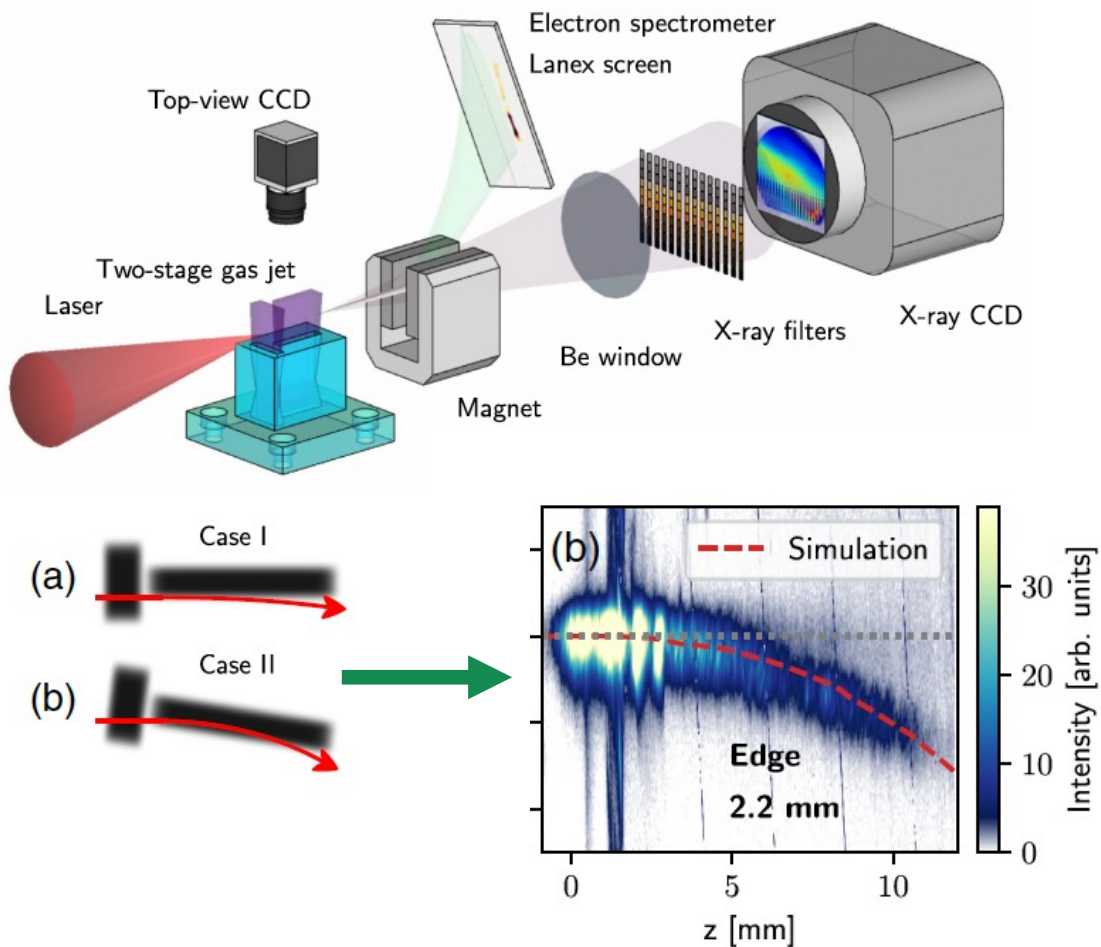 Electron spectrometer
Lanex screen
Top-view CCD
Two-stage gas jet
Laser
X-ray CCD
X-ray filters
Be window
Magnet
Case I
(a)
Case II
(b)
(b)
Simulation
Edge
2.2 mm
0
5
10
z [mm]
30
20
10
0
Intensity [arb. units]